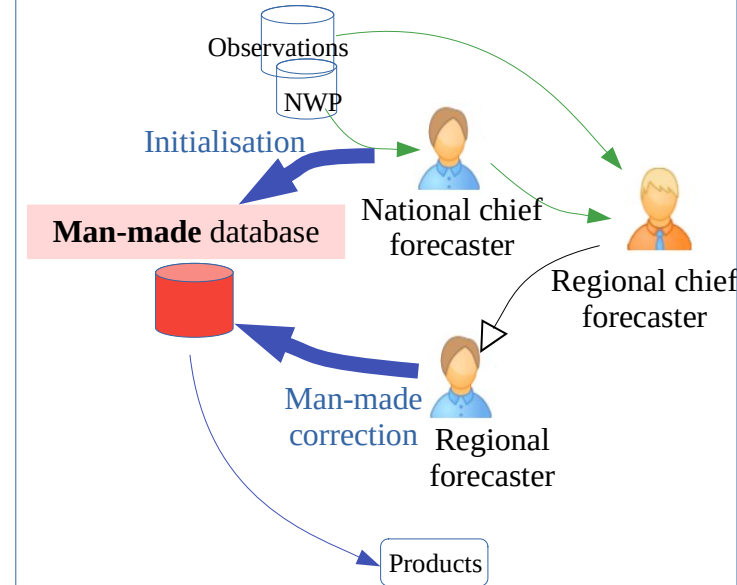 Observations
NWP
Initialisation
National chief
forecaster
Man-made database
Regional chief
forecaster
Man-made
correction
Regional
forecaster
Products